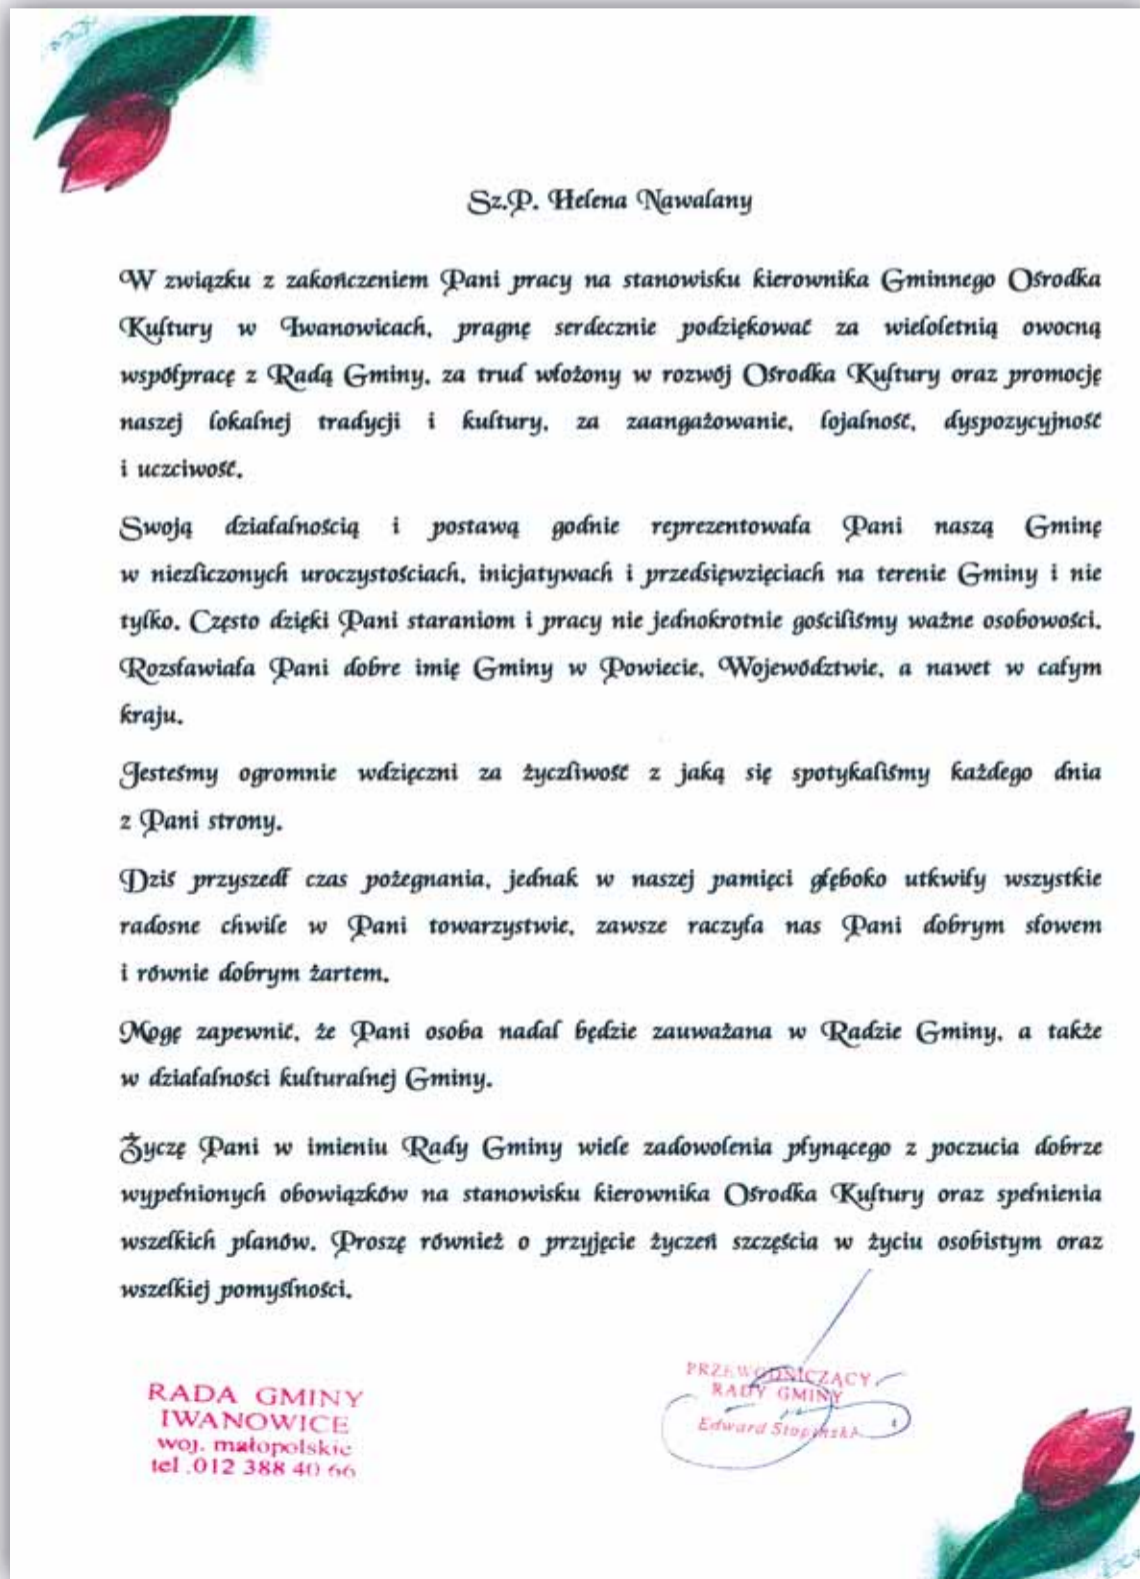 Sz.P. Helena Nawalany
W związku z zakończeniem Pani pracy na stanowisku kierownika Gminnego Ośrodka
Kultury w Iwanowicach, pragnę serdecznie podziękować za wieloletnią owocną
współpracę z Radą Gminy, za trud włożony w rozwój Ośrodka Kultury oraz promocję
naszej lokalnej tradycji i kultury, za zaangażowanie, lojalność, dyspozycyjność
i uczciwość.
Swoją działalnością i postawą godnie reprezentowała Pani naszą Gminę
w niezliczonych uroczystościach, inicjatywach i przedsięwzięciach na terenie Gminy i nie
tylko. Często dzięki Pani staraniom i pracy nie jednokrotnie gościliśmy ważne osobowości.
Rozsławiała Pani dobre imię Gminy w Powiecie, Województwie, a nawet w całym
kraju.
Jesteśmy ogromnie wdzięczni za życzliwość z jaką się spotykaliśmy każdego dnia
z Pani strony.
Dziś przyszedł czas pożegnania, jednak w naszej pamięci głęboko utkwiły wszystkie
radosne chwile w Pani towarzystwie, zawsze raczyła nas Pani dobrym słowem
i równie dobrym żartem.
Mogę zapewnić, że Pani osoba nadal będzie zauważana w Radzie Gminy, a także
w działalności kulturalnej Gminy.
Życzę Pani w imieniu Rady Gminy wiele zadowolenia płynącego z poczucia dobrze
wypełnionych obowiązków na stanowisku kierownika Ośrodka Kultury oraz spełnienia
wszelkich planów. Proszę również o przyjęcie życzeń szczęścia w życiu osobistym oraz
wszelkiej pomyślności.
RADA GMINY
IWANOWICE
woj. małopolskie
tel .012 388 40 66
PRZEWODNICZĄCY
RADY GMINY
Edward Stopiński